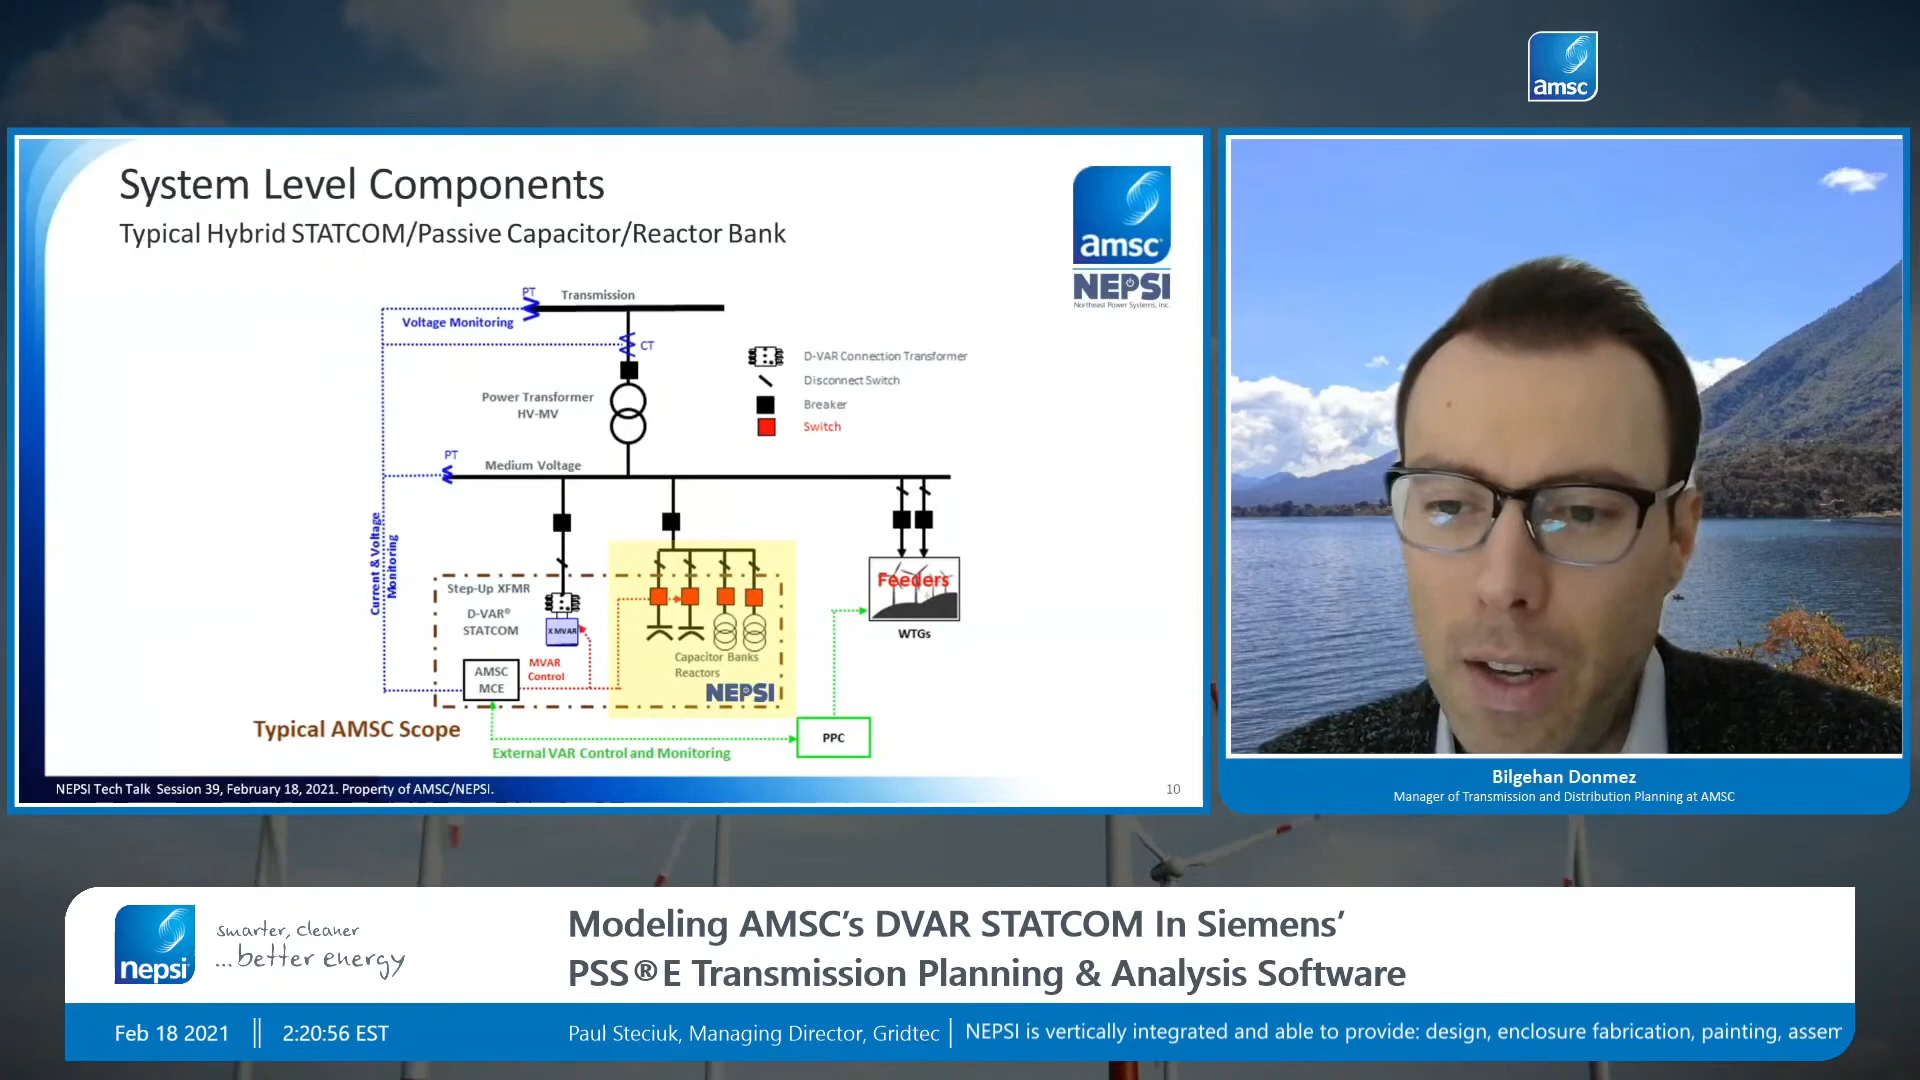 amsc
System Level Components
Typical Hybrid STATCOM/Passive Capacitor/Reactor Bank
amsc
NEPSI
Northeast Power Systems, Inc.
PT
Transmission
Voltage Monitoring
CT
D-VAR Connection Transformer
Disconnect Switch
Breaker
Switch
Power Transformer
HV-MV
PT
Medium Voltage
Current & Voltage
Monitoring
Step-Up XFMR
D-VAR®
STATCOM
X MVAR
Feeders
WTGs
AMSC
MCE
MVAR
Control
Capacitor Banks
Reactors
NEPSI
Typical AMSC Scope
PPC
External VAR Control and Monitoring
NEPSI Tech Talk Session 39, February 18, 2021. Property of AMSC/NEPSI.
10
Bilgehan Donmez
Manager of Transmission and Distribution Planning at AMSC
nepsi
smarter, cleaner
...better energy
Modeling AMSC's DVAR STATCOM In Siemens'
PSS®E Transmission Planning & Analysis Software
Feb 18 2021 || 2:20:56 EST
Paul Steciuk, Managing Director, Gridtec | NEPSI is vertically integrated and able to provide: design, enclosure fabrication, painting, assem